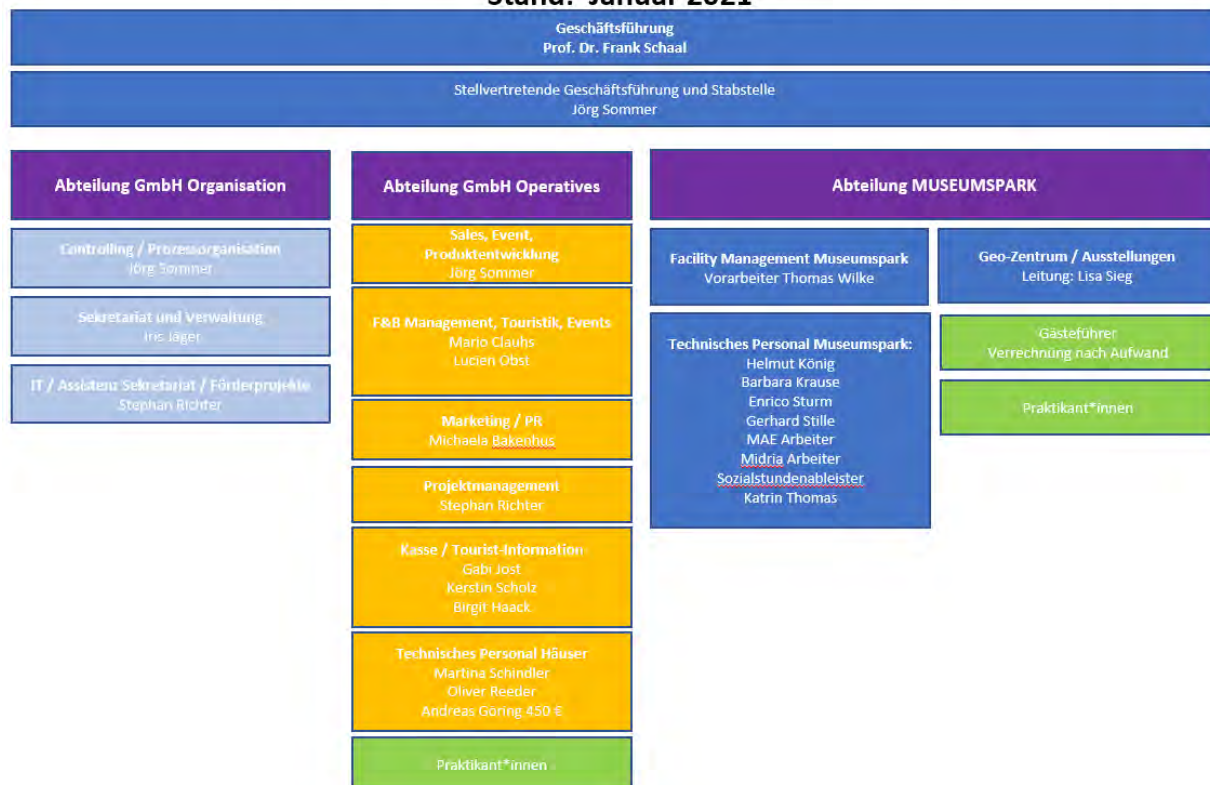 Stand: Januar 2021
Geschäftsführung
Prof. Dr. Frank Schaal
Stellvertretende Geschäftsführung und Stabstelle
Jörg Sommer
Abteilung GmbH Organisation
Controlling / Prozessorganisation
Jörg Sommer
Sekretariat und Verwaltung
Iris Jäger
IT / Assistenz Sekretariat / Förderprojekte
Stephan Richter
Abteilung GmbH Operatives
Sales, Event,
Produktentwicklung
Jörg Sommer
F&B Management, Touristik, Events
Mario Clauhs
Lucien Obst
Marketing / PR
Michaela Bakenhus
Projektmanagement
Stephan Richter
Kasse / Tourist-Information
Gabi Jost
Kerstin Scholz
Birgit Haack
Technisches Personal Häuser
Martina Schindler
Oliver Reeder
Andreas Göring 450 €
Praktikant*innen
Abteilung MUSEUMSPARK
Facility Management Museumspark
Vorarbeiter Thomas Wilke
Technisches Personal Museumspark:
Helmut König
Barbara Krause
Enrico Sturm
Gerhard Stille
MAE Arbeiter
Midria Arbeiter
Sozialstundenableister
Katrin Thomas
Geo-Zentrum / Ausstellungen
Leitung: Lisa Sieg
Gästeführer
Verrechnung nach Aufwand
Praktikant*innen